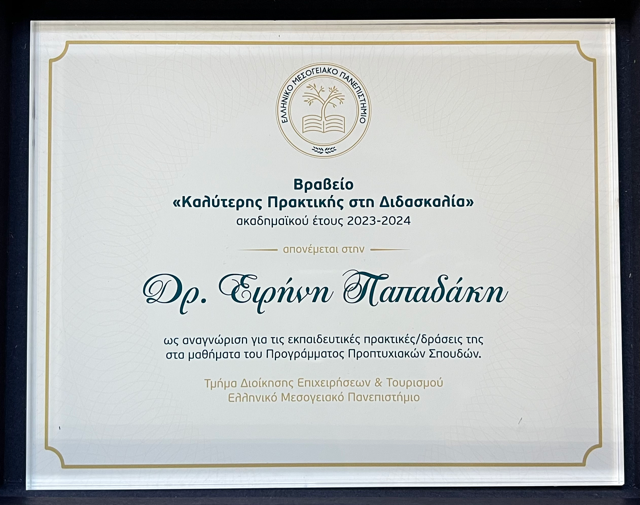 ΕΛΛΗΝΙΚΟ ΜΕΣΟΓΕΙΑΚΟ ΠΑΝΕΠΙΣΤΗΜΙΟ
Βραβείο
«Καλύτερης Πρακτικής στη Διδασκαλία»
ακαδημαϊκού έτους 2023-2024
απονέμεται στην
Δρ. Ειρήνη Παπαδάκη
ως αναγνώριση για τις εκπαιδευτικές πρακτικές/δράσεις της
στα μαθήματα του Προγράμματος Προπτυχιακών Σπουδών.
Τμήμα Διοίκησης Επιχειρήσεων & Τουρισμού
Ελληνικό Μεσογειακό Πανεπιστήμιο